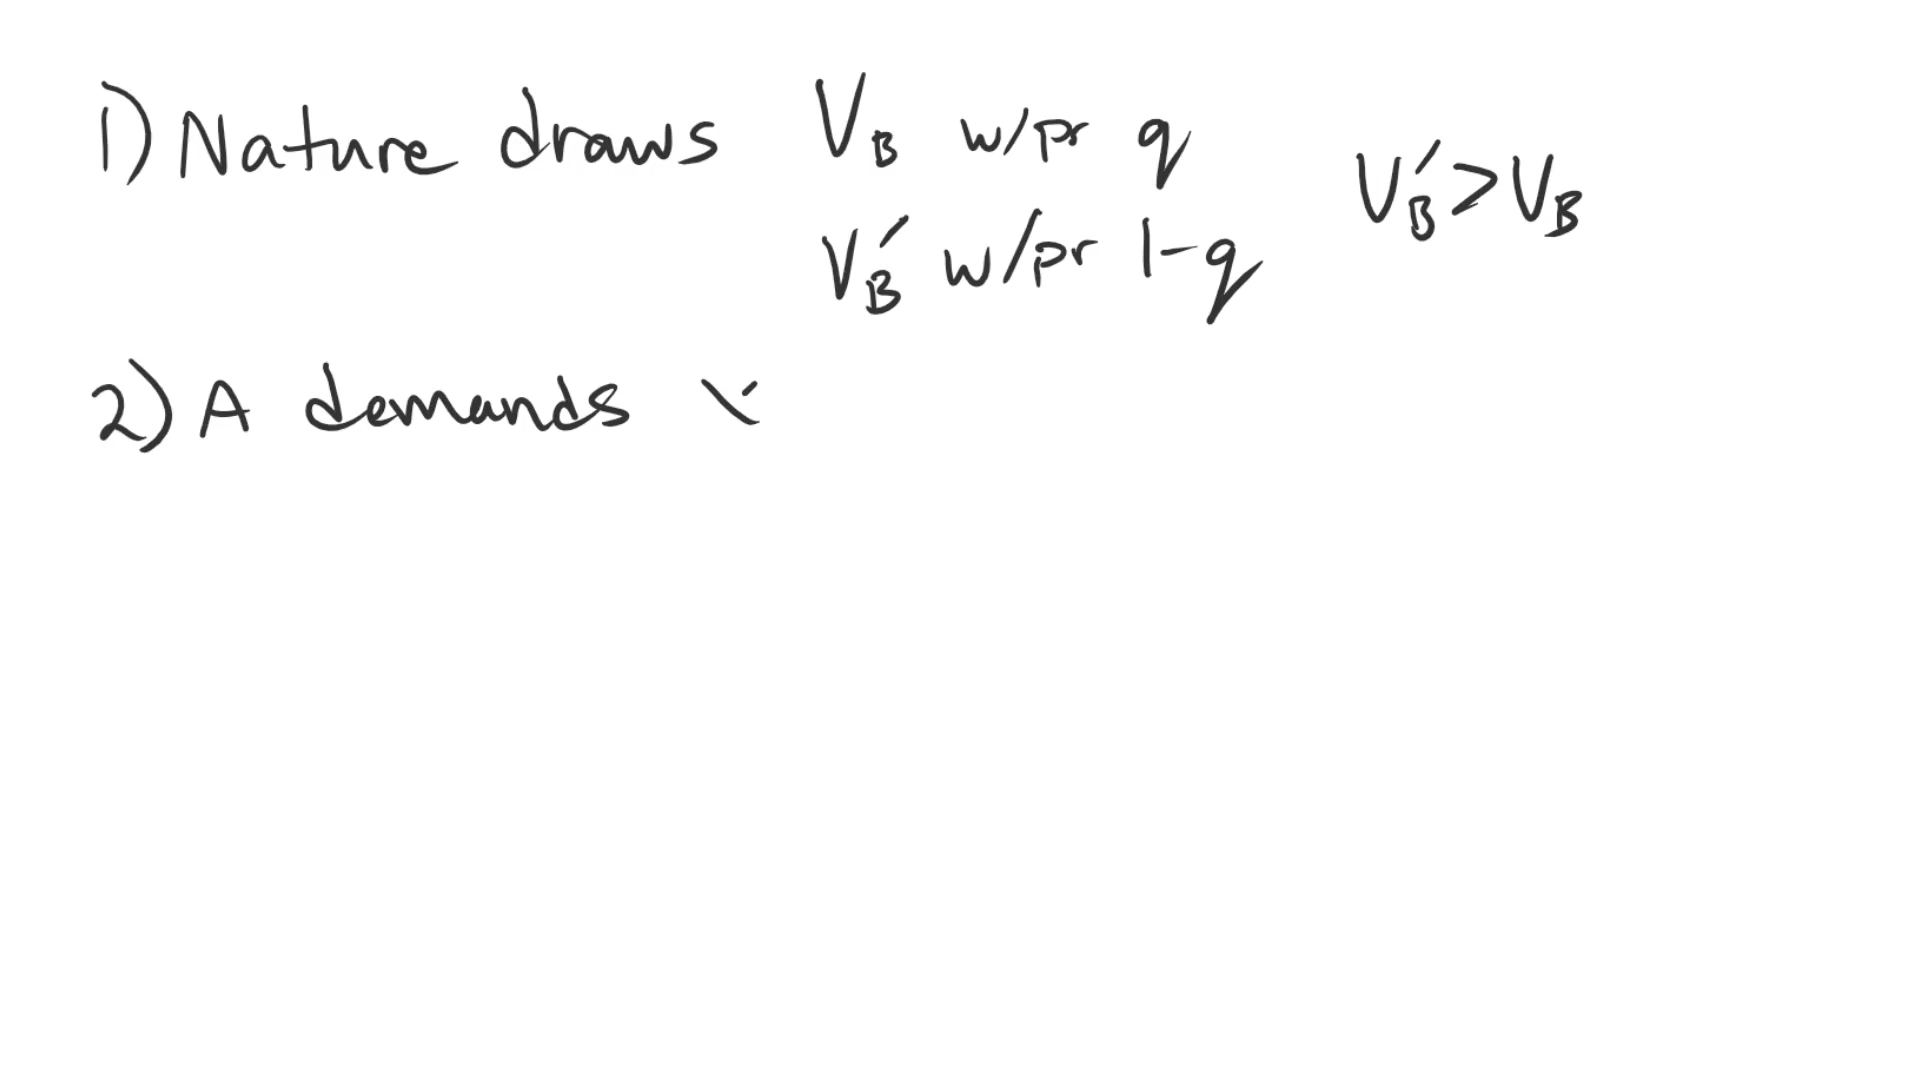 1) Nature draws V_B w/pr q
V_B' w/pr 1-q
V_B' > V_B
2) A demands